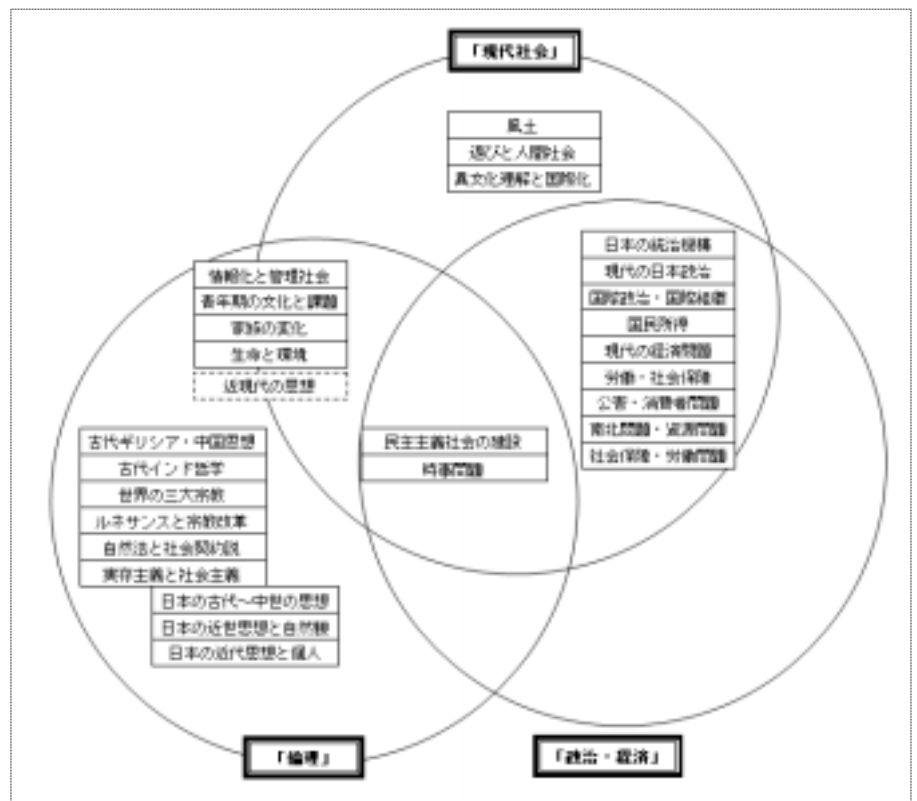 「現代社会」
風土
遊びと人間社会
異文化理解と国際化
日本の統治機構
現代の日本政治
国際政治・国際組織
国民所得
現代の経済問題
労働・社会保障
公害・消費者問題
南北問題・資源問題
社会保障・労働問題
情報化と管理社会
青年期の文化と課題
家族の変化
生命と環境
近現代の思想
民主主義社会の建設
時事問題
古代ギリシア・中国思想
古代インド哲学
世界の三大宗教
ルネサンスと宗教改革
自然法と社会契約説
実存主義と社会主義
日本の古代～中世の思想
日本の近世思想と自然観
日本の近代思想と個人
「倫理」
「政治・経済」